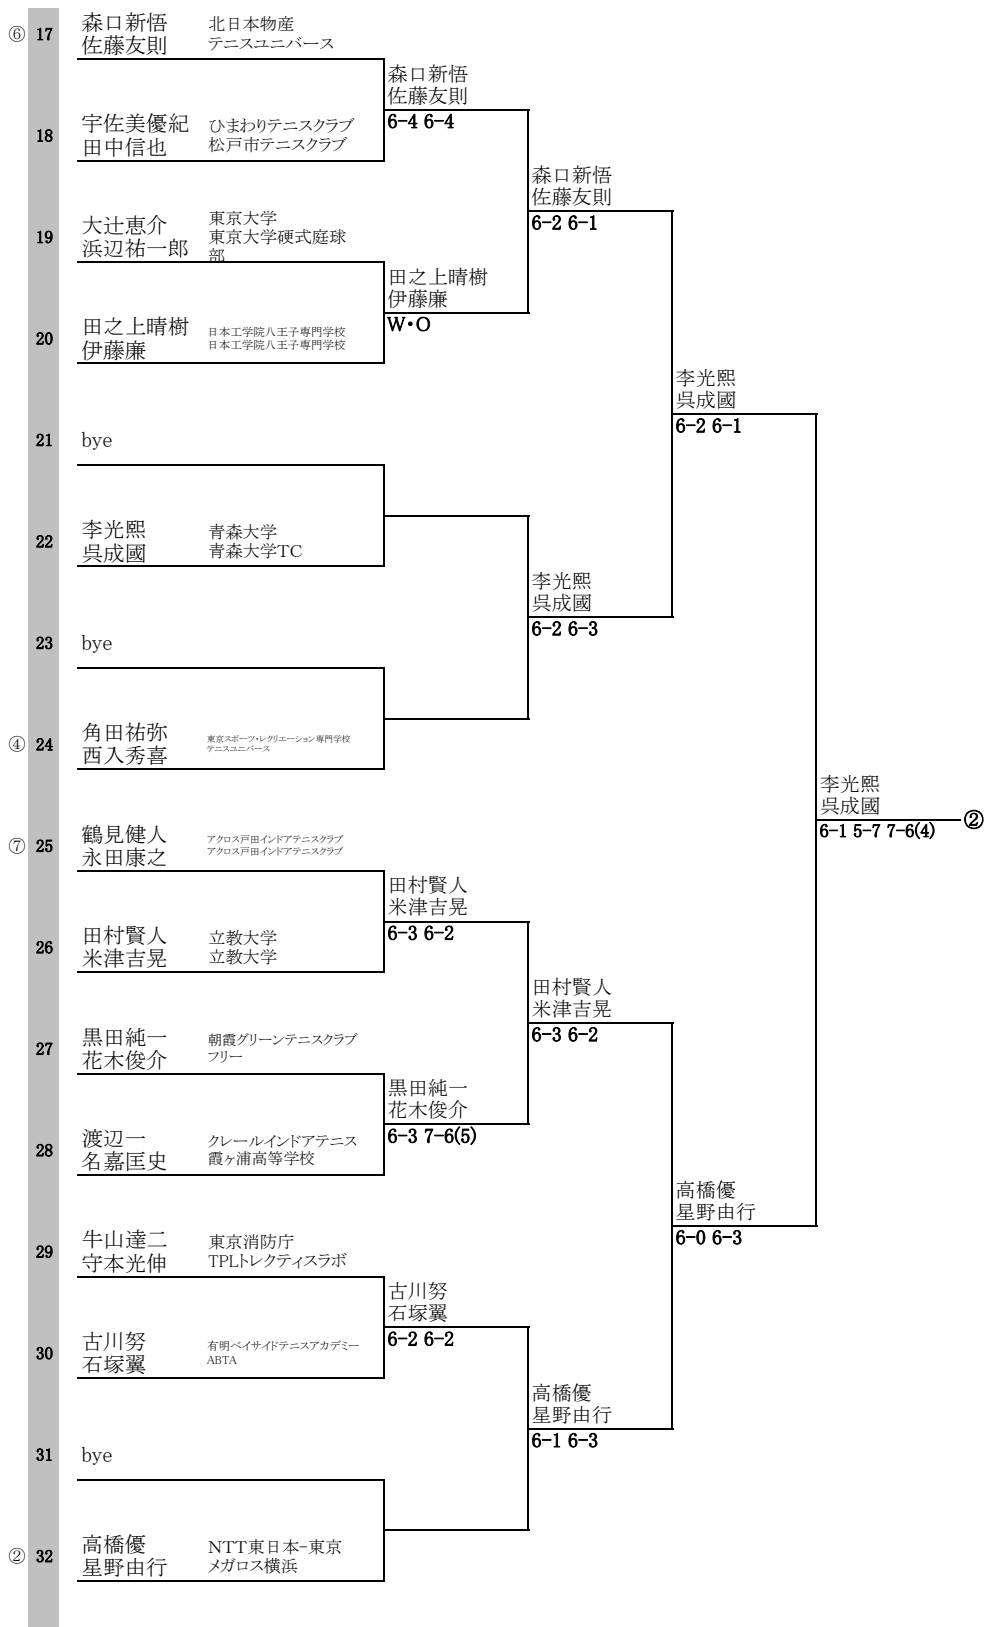 ⑥ 17 森口新悟 北日本物産
佐藤友則 テニスユニバース
森口新悟
佐藤友則
6-4 6-4
18 宇佐美優紀 ひまわりテニスクラブ
田中信也 松戸市テニスクラブ
森口新悟
佐藤友則
6-2 6-1
19 大辻恵介 東京大学
浜辺祐一郎 東京大学硬式庭球
部
田之上晴樹
伊藤廉
W・O
20 田之上晴樹 日本工学院八王子専門学校
伊藤廉 日本工学院八王子専門学校
李光熙
呉成國
6-2 6-1
21 bye
22 李光熙 青森大学
呉成國 青森大学TC
李光熙
呉成國
6-2 6-3
23 bye
④ 24 角田祐弥 東京スポーツ・レクリエーション専門学校
西入秀喜 テニスユニバース
李光熙
呉成國
6-1 5-7 7-6(4) ②
⑦ 25 鶴見健人 アクロス戸田インドアテニスクラブ
永田康之 アクロス戸田インドアテニスクラブ
田村賢人
米津吉晃
6-3 6-2
26 田村賢人 立教大学
米津吉晃 立教大学
田村賢人
米津吉晃
6-3 6-2
27 黒田純一 朝霞グリーンテニスクラブ
花木俊介 フリー
黒田純一
花木俊介
6-3 7-6(5)
28 渡辺一 クレールインドアテニス
名嘉匡史 霞ヶ浦高等学校
高橋優
星野由行
6-0 6-3
29 牛山達二 東京消防庁
守本光伸 TPLトレクティスラボ
古川努
石塚翼
6-2 6-2
30 古川努 有明ベイサイドテニスアカデミー
石塚翼 ABTA
高橋優
星野由行
6-1 6-3
31 bye
② 32 高橋優 NTT東日本-東京
星野由行 メガロス横浜